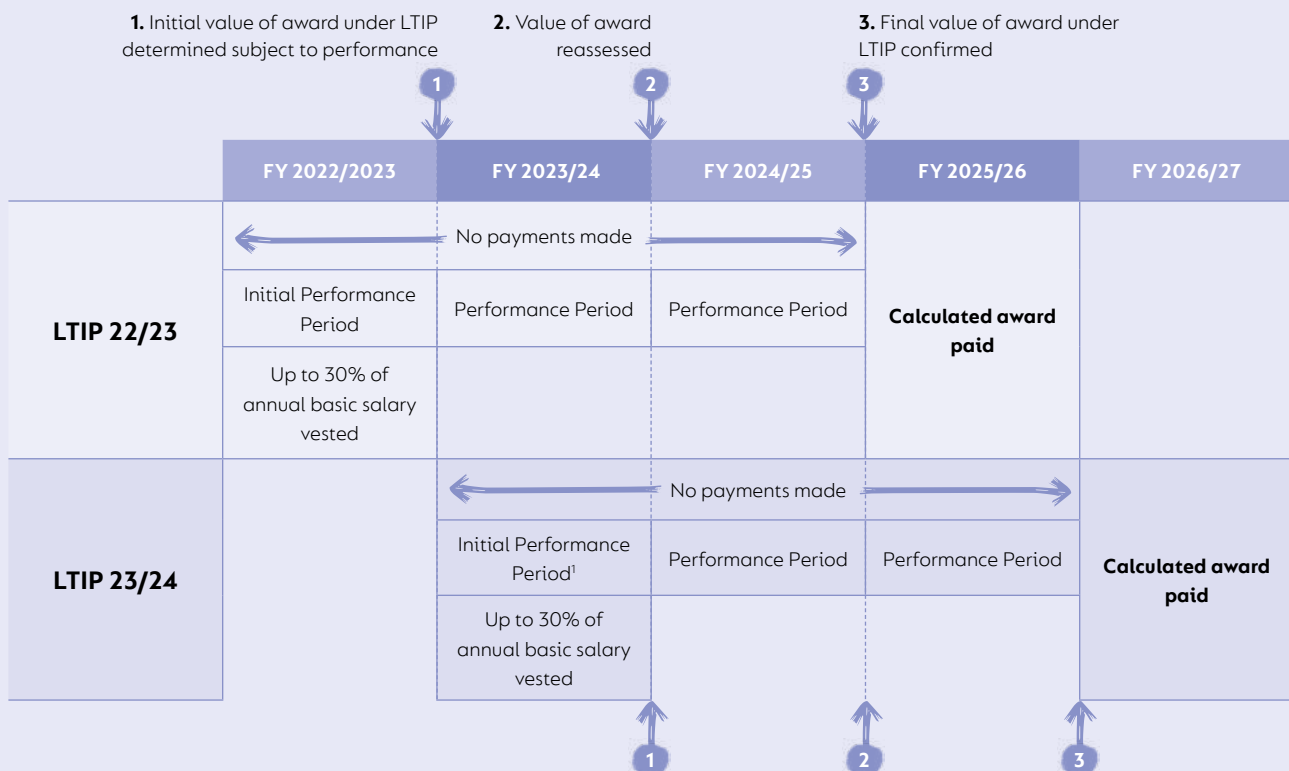 1. Initial value of award under LTIP
determined subject to performance
2. Value of award
reassessed
3. Final value of award under
LTIP confirmed
1
2
3
FY 2022/2023
FY 2023/24
FY 2024/25
FY 2025/26
FY 2026/27
LTIP 22/23
No payments made
Initial Performance
Period
Performance Period
Performance Period
Up to 30% of
annual basic salary
vested
Calculated award
paid
LTIP 23/24
No payments made
Initial Performance
Period¹
Performance Period
Performance Period
Up to 30% of
annual basic salary
vested
Calculated award
paid
1
2
3